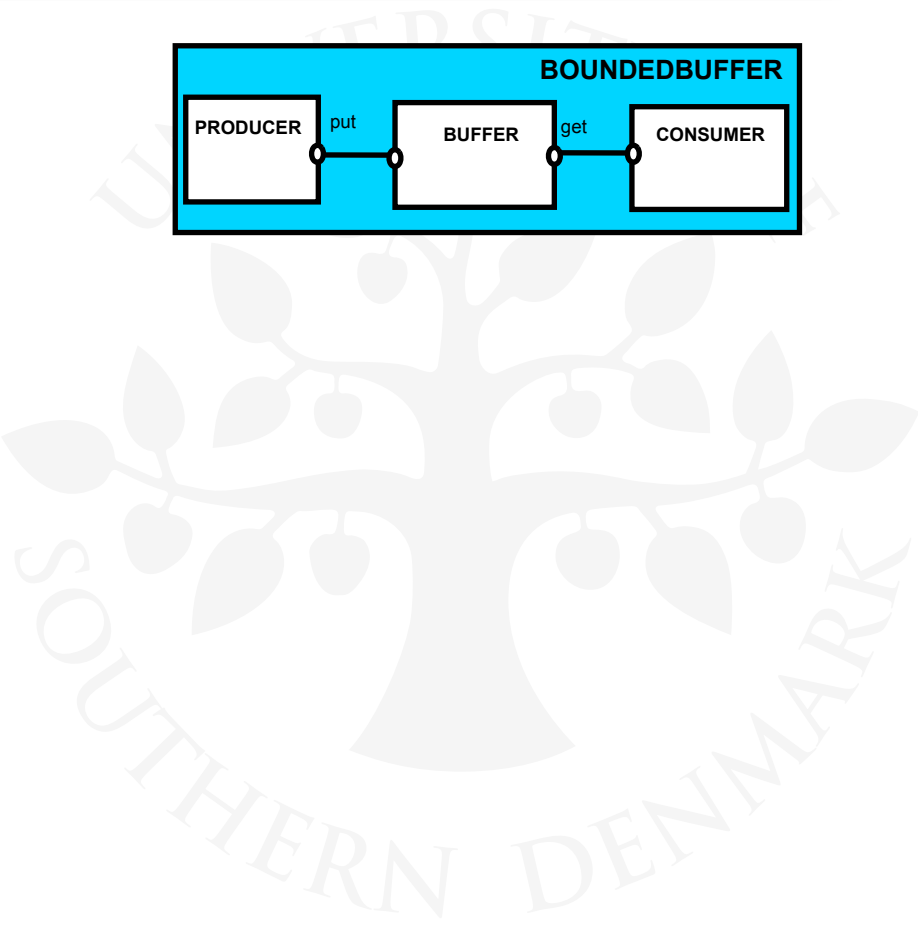 BOUNDEDBUFFER
PRODUCER
put
BUFFER
get
CONSUMER
SOUTHERN DENMARK